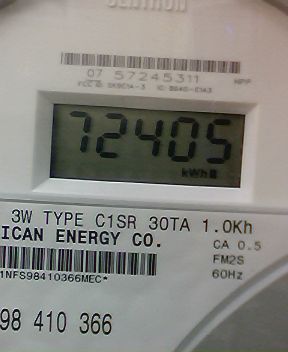 CENTRON
07 57245311
72405
kWh
3W TYPE C1SR 30TA 1.0Kh
ICAN ENERGY CO.
CA 0.5
FM2S
60Hz
1NFS98410366MEC*
98 410 366